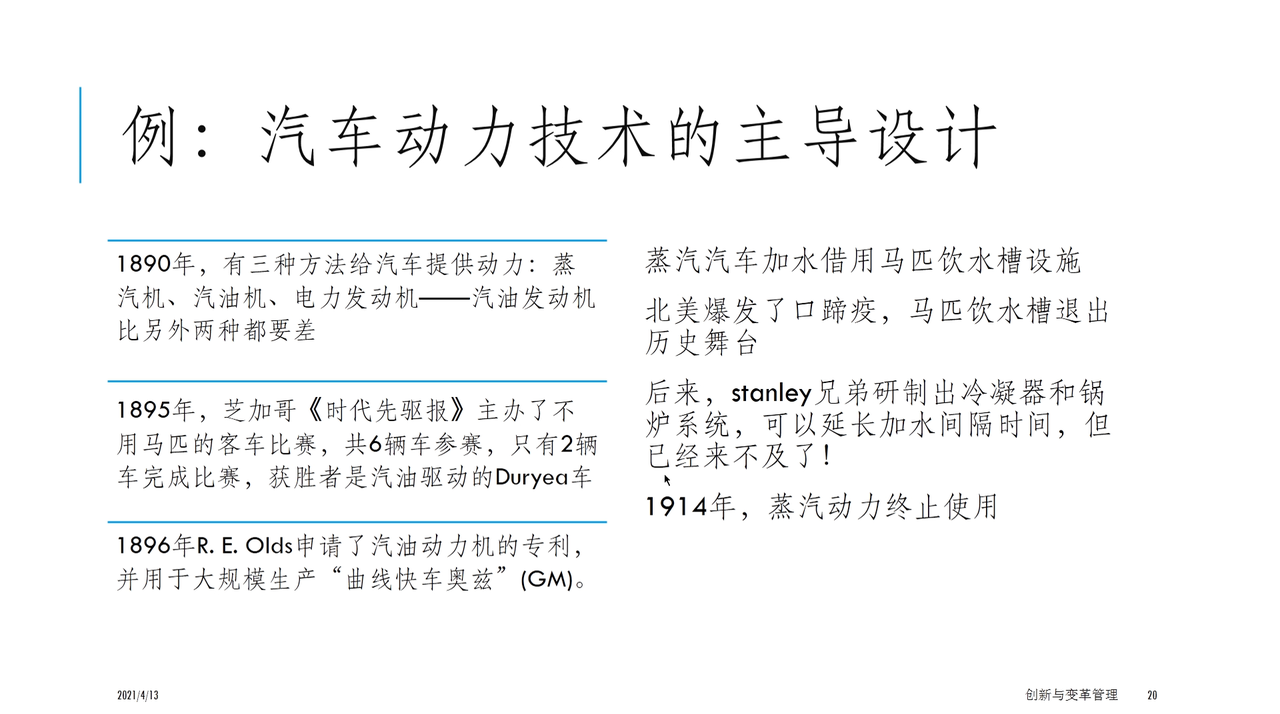 例：汽车动力技术的主导设计
1890年，有三种方法给汽车提供动力：蒸
汽机、汽油机、电力发动机——汽油发动机
比另外两种都要差
1895年，芝加哥《时代先驱报》主办了不
用马匹的客车比赛，共6辆车参赛，只有2辆
车完成比赛，获胜者是汽油驱动的Duryea车
1896年R. E. Olds申请了汽油动力机的专利，
并用于大规模生产“曲线快车奥兹”(GM)。
蒸汽汽车加水借用马匹饮水槽设施
北美爆发了口蹄疫，马匹饮水槽退出
历史舞台
后来，stanley兄弟研制出冷凝器和锅
炉系统，可以延长加水间隔时间，但
已经来不及了！
1914年，蒸汽动力终止使用
2021/4/13
创新与变革管理
20